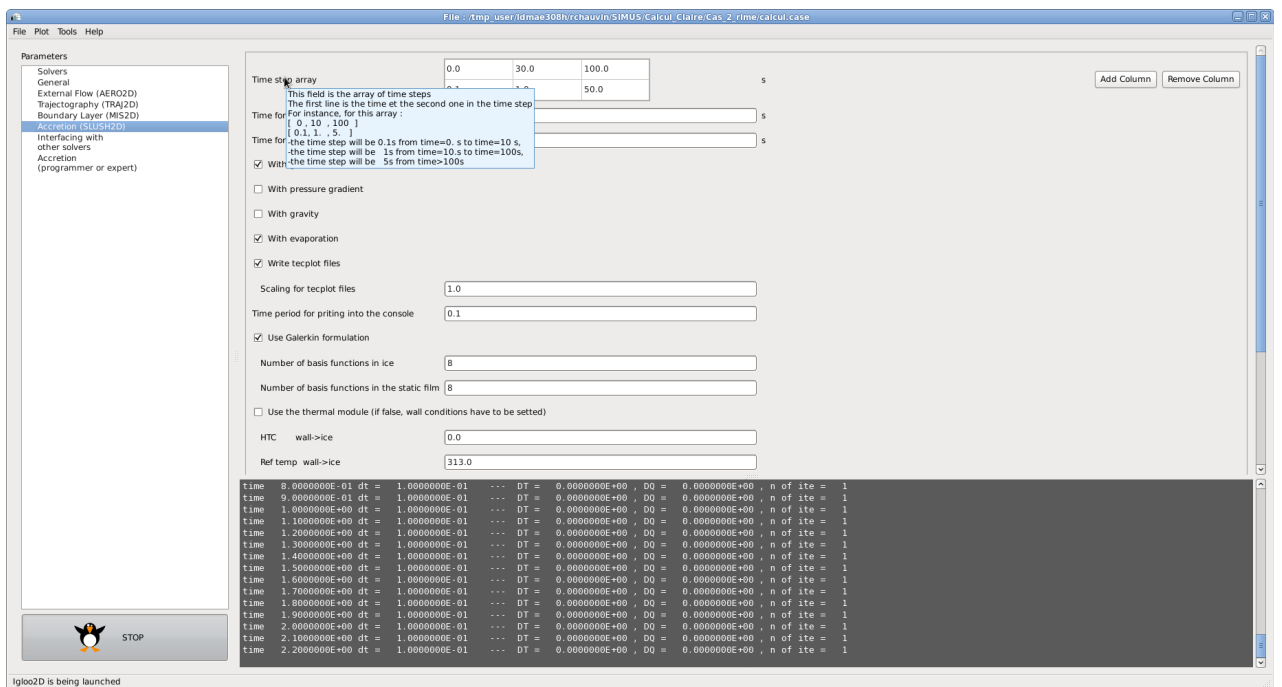 File : /tmp_user/ldmae308h/rchauvin/SIMUS/Calcul_Claire/Cas_2_rime/calcul.case
File Plot Tools Help
Parameters
Solvers
General
External Flow (AERO2D)
Trajectography (TRAJ2D)
Boundary Layer (MIS2D)
Accretion (SLUSH2D)
Interfacing with
other solvers
Accretion
(programmer or expert)
STOP
0.0 30.0 100.0
Time step array s Add Column Remove Column
50.0
This field is the array of time steps
The first line is the time et the second one in the time step
For instance, for this array :
[ 0 , 10 , 100 ]
[ 0.1, 1. , 5. ]
-the time step will be 0.1s from time=0. s to time=10 s,
-the time step will be 1s from time=10.s to time=100s,
-the time step will be 5s from time>100s
Time for s
Time for s
With
With pressure gradient
With gravity
With evaporation
Write tecplot files
Scaling for tecplot files 1.0
Time period for priting into the console 0.1
Use Galerkin formulation
Number of basis functions in ice 8
Number of basis functions in the static film 8
Use the thermal module (if false, wall conditions have to be setted)
HTC wall->ice 0.0
Ref temp wall->ice 313.0
time 8.0000000E-01 dt = 1.0000000E-01 --- DT = 0.0000000E+00 , DQ = 0.0000000E+00 , n of ite = 1
time 9.0000000E-01 dt = 1.0000000E-01 --- DT = 0.0000000E+00 , DQ = 0.0000000E+00 , n of ite = 1
time 1.0000000E+00 dt = 1.0000000E-01 --- DT = 0.0000000E+00 , DQ = 0.0000000E+00 , n of ite = 1
time 1.1000000E+00 dt = 1.0000000E-01 --- DT = 0.0000000E+00 , DQ = 0.0000000E+00 , n of ite = 1
time 1.2000000E+00 dt = 1.0000000E-01 --- DT = 0.0000000E+00 , DQ = 0.0000000E+00 , n of ite = 1
time 1.3000000E+00 dt = 1.0000000E-01 --- DT = 0.0000000E+00 , DQ = 0.0000000E+00 , n of ite = 1
time 1.4000000E+00 dt = 1.0000000E-01 --- DT = 0.0000000E+00 , DQ = 0.0000000E+00 , n of ite = 1
time 1.5000000E+00 dt = 1.0000000E-01 --- DT = 0.0000000E+00 , DQ = 0.0000000E+00 , n of ite = 1
time 1.6000000E+00 dt = 1.0000000E-01 --- DT = 0.0000000E+00 , DQ = 0.0000000E+00 , n of ite = 1
time 1.7000000E+00 dt = 1.0000000E-01 --- DT = 0.0000000E+00 , DQ = 0.0000000E+00 , n of ite = 1
time 1.8000000E+00 dt = 1.0000000E-01 --- DT = 0.0000000E+00 , DQ = 0.0000000E+00 , n of ite = 1
time 1.9000000E+00 dt = 1.0000000E-01 --- DT = 0.0000000E+00 , DQ = 0.0000000E+00 , n of ite = 1
time 2.0000000E+00 dt = 1.0000000E-01 --- DT = 0.0000000E+00 , DQ = 0.0000000E+00 , n of ite = 1
time 2.1000000E+00 dt = 1.0000000E-01 --- DT = 0.0000000E+00 , DQ = 0.0000000E+00 , n of ite = 1
time 2.2000000E+00 dt = 1.0000000E-01 --- DT = 0.0000000E+00 , DQ = 0.0000000E+00 , n of ite = 1
Igloo2D is being launched